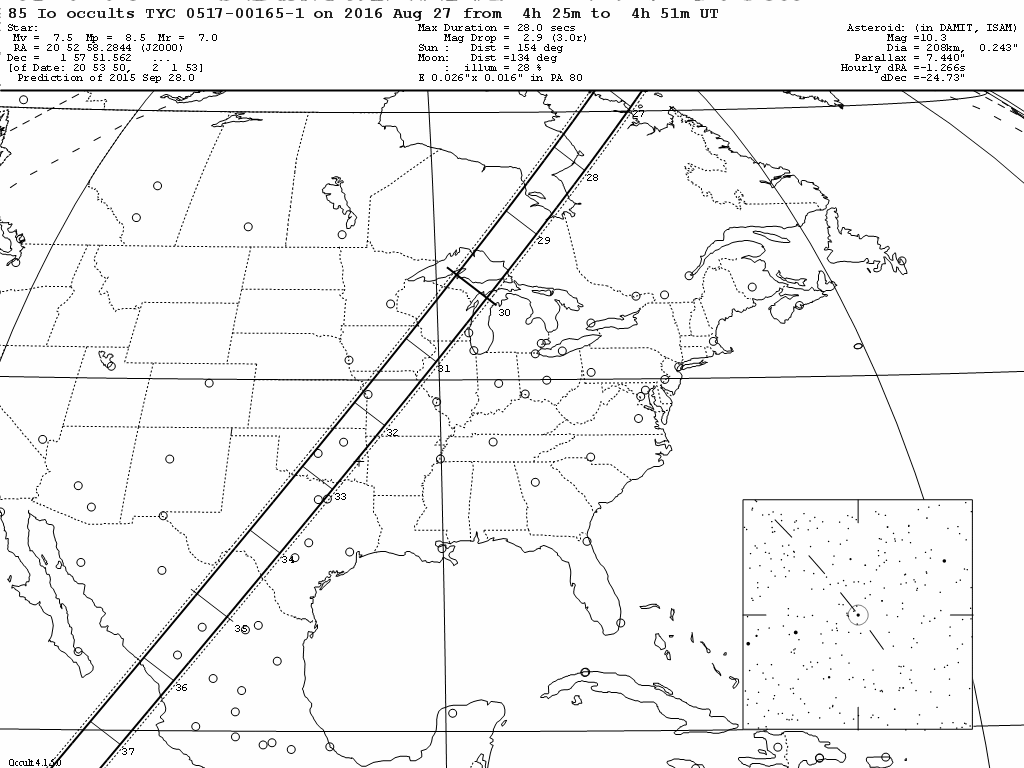 85 Io occults TYC 0517-00165-1 on 2016 Aug 27 from 4h 25m to 4h 51m UT
Star:
Mv = 7.5 Mp = 8.5 Mr = 7.0
RA = 20 52 58.2844 (J2000)
Dec = 1 57 51.562 ...
[of Date: 20 53 50, 2 1 53]
Prediction of 2015 Sep 28.0
Max Duration = 28.0 secs
Mag Drop = 2.9 (3.0r)
Sun : Dist = 154 deg
Moon: Dist =134 deg
: illum = 28 %
E 0.026"x 0.016" in PA 80
Asteroid: (in DAMIT, ISAM)
Mag =10.3
Dia = 208km, 0.243"
Parallax = 7.440"
Hourly dRA =-1.266s
dDec =-24.73"
27
28
29
30
31
32
33
34
35
36
37